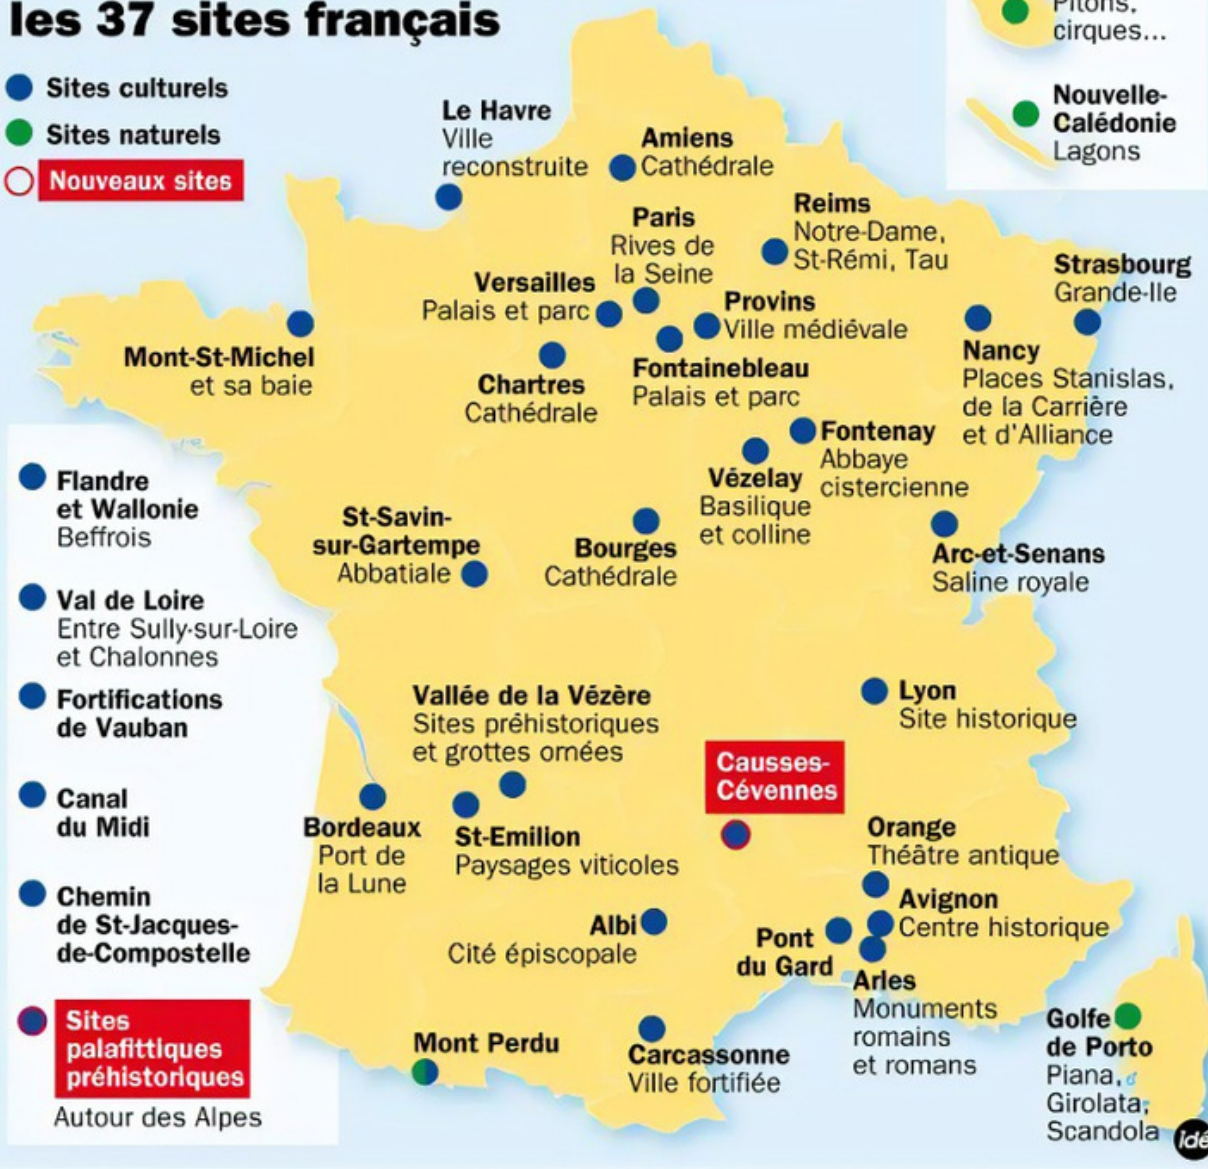 les 37 sites français
Sites culturels
Sites naturels
Nouveaux sites
Pitons,
cirques...
Nouvelle-
Calédonie
Lagons
Le Havre
Ville
reconstruite
Amiens
Cathédrale
Paris
Rives de
la Seine
Reims
Notre-Dame,
St-Rémi, Tau
Strasbourg
Grande-Ile
Versailles
Palais et parc
Provins
Ville médiévale
Mont-St-Michel
et sa baie
Chartres
Cathédrale
Fontainebleau
Palais et parc
Nancy
Places Stanislas,
de la Carrière
et d'Alliance
Fontenay
Abbaye
cistercienne
Vézelay
Basilique
et colline
Flandre
et Wallonie
Beffrois
St-Savin-
sur-Gartempe
Abbatiale
Bourges
Cathédrale
Arc-et-Senans
Saline royale
Val de Loire
Entre Sully-sur-Loire
et Chalonnes
Fortifications
de Vauban
Vallée de la Vézère
Sites préhistoriques
et grottes ornées
Lyon
Site historique
Causses-
Cévennes
Canal
du Midi
Bordeaux
Port de
la Lune
St-Emilion
Paysages viticoles
Orange
Théâtre antique
Chemin
de St-Jacques-
de-Compostelle
Albi
Cité épiscopale
Avignon
Centre historique
Pont
du Gard
Arles
Monuments
romains
et romans
Sites
palafittiques
préhistoriques
Autour des Alpes
Mont Perdu
Carcassonne
Ville fortifiée
Golfe
de Porto
Piana,
Girolata,
Scandola
idé